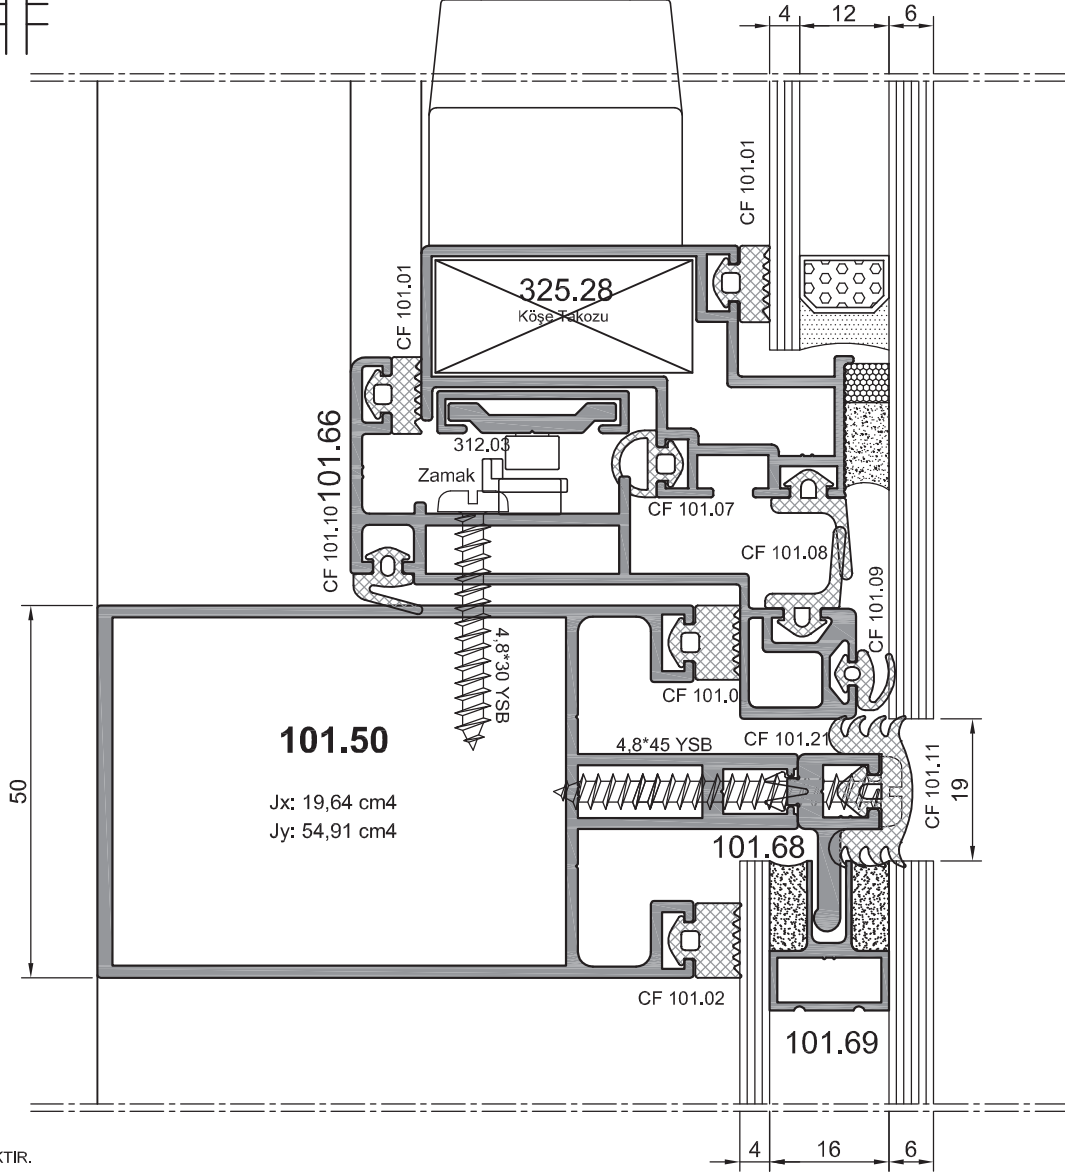 4 12 6
CF 101.01
CF 101.01
325.28
Köşe Takozu
101.66
312.03
Zamak
CF 101.07
CF 101.10
CF 101.08
CF 101.09
4,8*30 YSB
CF 101.0
101.50
4,8*45 YSB
CF 101.21
CF 101.11
19
50
Jx: 19,64 cm4
Jy: 54,91 cm4
101.68
CF 101.02
101.69
4 16 6
KTIR.